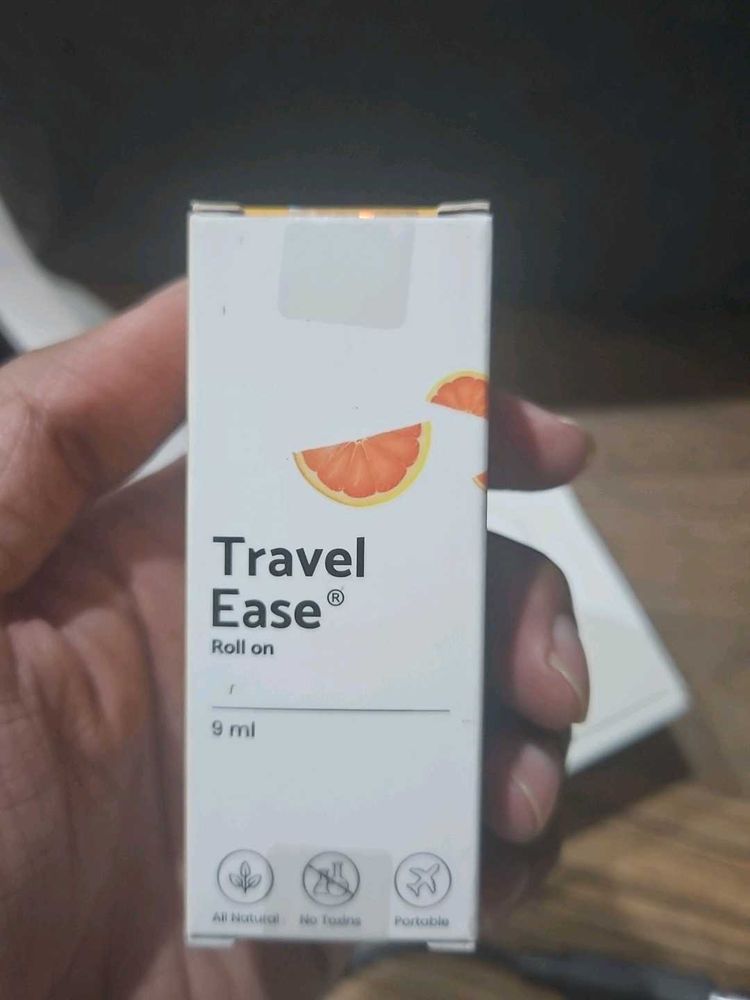 Travel
Ease®
Roll on
9 ml
All Natural
No Toxins
Portable